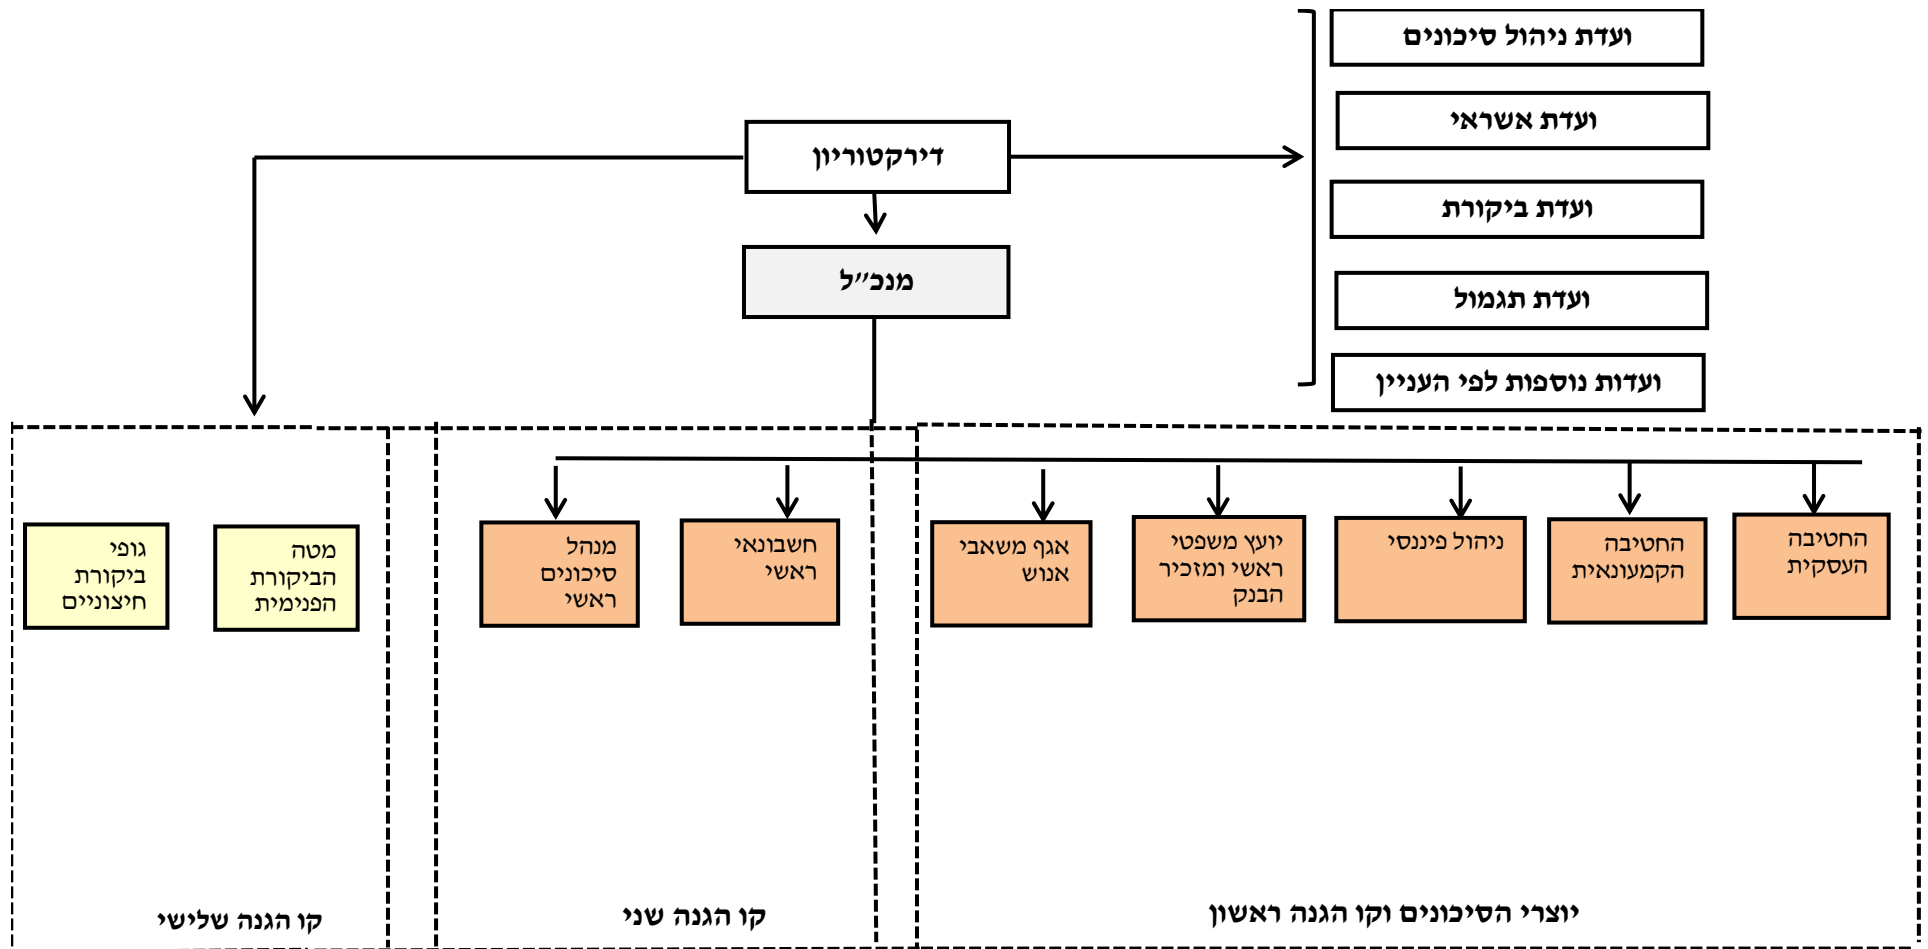 ועדת ניהול סיכונים
ועדת אשראי
דירקטוריון
ועדת ביקורת
מנכ״ל
ועדת תגמול
ועדות נוספות לפי העניין
החטיבה
העסקית
החטיבה
הקמעונאית
ניהול פיננסי
יועץ משפטי
ראשי ומזכיר
הבנק
אגף משאבי
אנוש
חשבונאי
ראשי
מנהל
סיכונים
ראשי
מטה
הביקורת
הפנימית
גופי
ביקורת
חיצוניים
יוצרי הסיכונים וקו הגנה ראשון
קו הגנה שני
קו הגנה שלישי